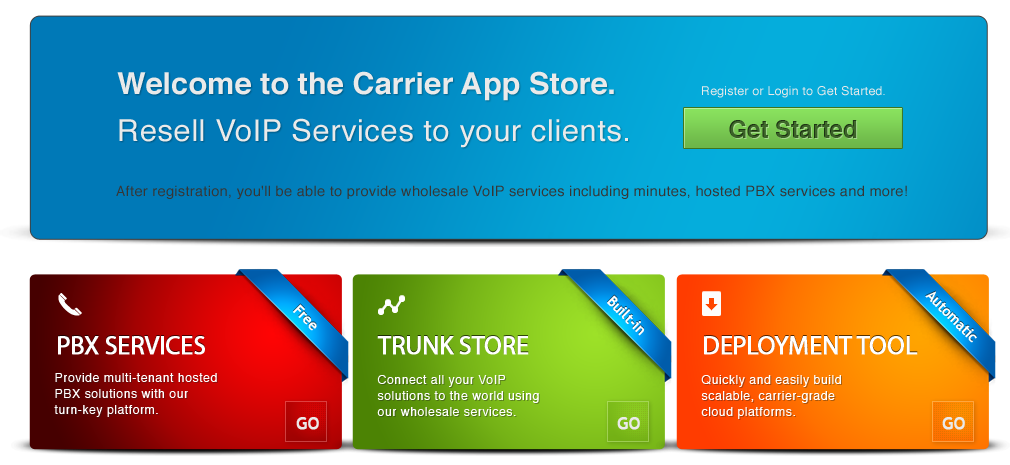 Welcome to the Carrier App Store.
Resell VoIP Services to your clients.
Register or Login to Get Started.
Get Started
After registration, you'll be able to provide wholesale VoIP services including minutes, hosted PBX services and more!
Free
PBX SERVICES
Provide multi-tenant hosted
PBX solutions with our
turn-key platform.
GO
Built-in
TRUNK STORE
Connect all your VoIP
solutions to the world using
our wholesale services.
GO
Automatic
DEPLOYMENT TOOL
Quickly and easily build
scalable, carrier-grade
cloud platforms.
GO